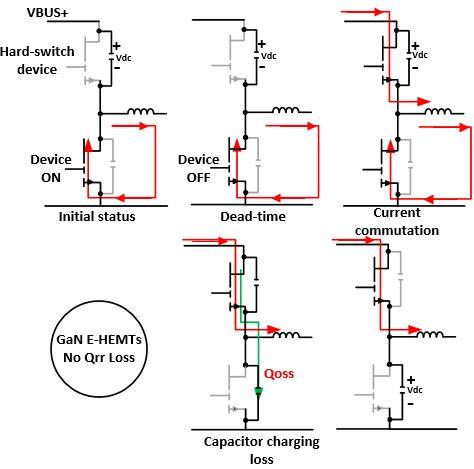 VBUS+
Hard-switch
device
+
Vdc
-
Device
ON
Initial status
+
Vdc
-
Device
OFF
Dead-time
+
Vdc
-
Current
commutation
GaN E-HEMTs
No Qrr Loss
Qoss
Capacitor charging
loss
+
Vdc
-